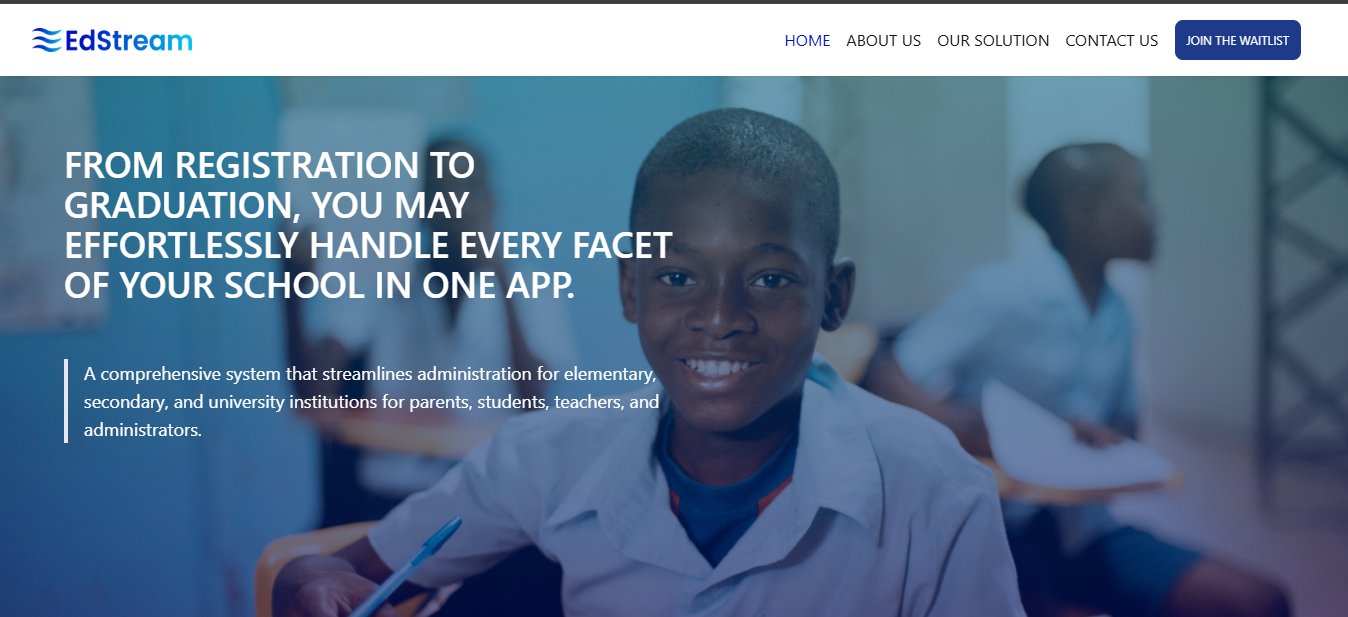 EdStream
HOME ABOUT US OUR SOLUTION CONTACT US JOIN THE WAITLIST
FROM REGISTRATION TO
GRADUATION, YOU MAY
EFFORTLESSLY HANDLE EVERY FACET
OF YOUR SCHOOL IN ONE APP.
A comprehensive system that streamlines administration for elementary,
secondary, and university institutions for parents, students, teachers, and
administrators.